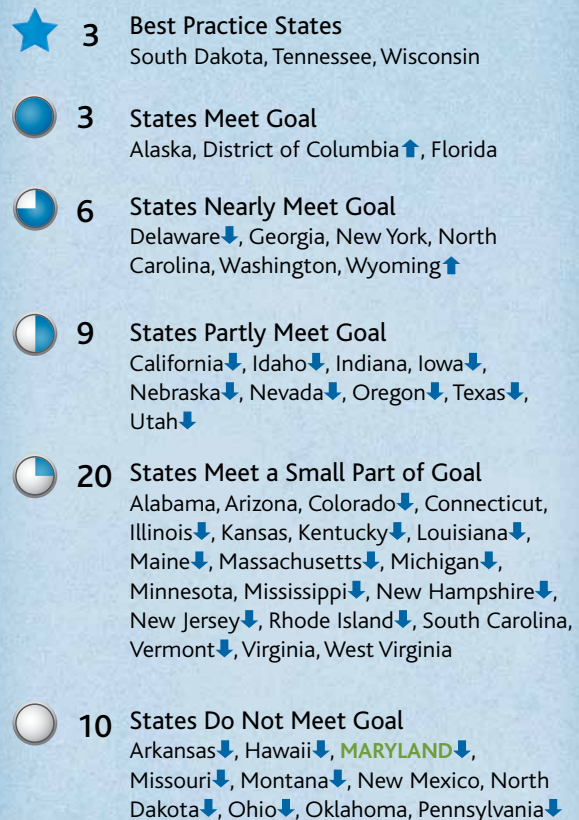 3 Best Practice States
South Dakota, Tennessee, Wisconsin
3 States Meet Goal
Alaska, District of Columbia⬆, Florida
6 States Nearly Meet Goal
Delaware⬇, Georgia, New York, North
Carolina, Washington, Wyoming⬆
9 States Partly Meet Goal
California⬇, Idaho⬇, Indiana, Iowa⬇,
Nebraska⬇, Nevada⬇, Oregon⬇, Texas⬇,
Utah⬇
20 States Meet a Small Part of Goal
Alabama, Arizona, Colorado⬇, Connecticut,
Illinois⬇, Kansas, Kentucky⬇, Louisiana⬇,
Maine⬇, Massachusetts⬇, Michigan⬇,
Minnesota, Mississippi⬇, New Hampshire⬇,
New Jersey⬇, Rhode Island⬇, South Carolina,
Vermont⬇, Virginia, West Virginia
10 States Do Not Meet Goal
Arkansas⬇, Hawaii⬇, MARYLAND⬇,
Missouri⬇, Montana⬇, New Mexico, North
Dakota⬇, Ohio⬇, Oklahoma, Pennsylvania⬇